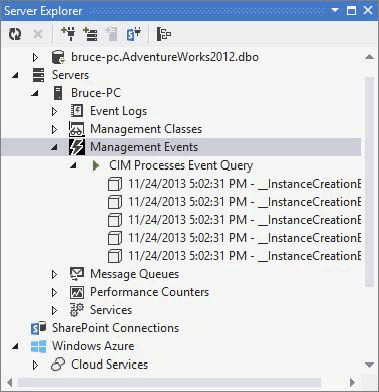 Server Explorer
bruce-pc.AdventureWorks2012.dbo
Servers
Bruce-PC
Event Logs
Management Classes
Management Events
CIM Processes Event Query
11/24/2013 5:02:31 PM - __InstanceCreationE
11/24/2013 5:02:31 PM - __InstanceCreationE
11/24/2013 5:02:31 PM - __InstanceCreationE
11/24/2013 5:02:31 PM - __InstanceCreationE
11/24/2013 5:02:31 PM - __InstanceCreationE
Message Queues
Performance Counters
Services
SharePoint Connections
Windows Azure
Cloud Services